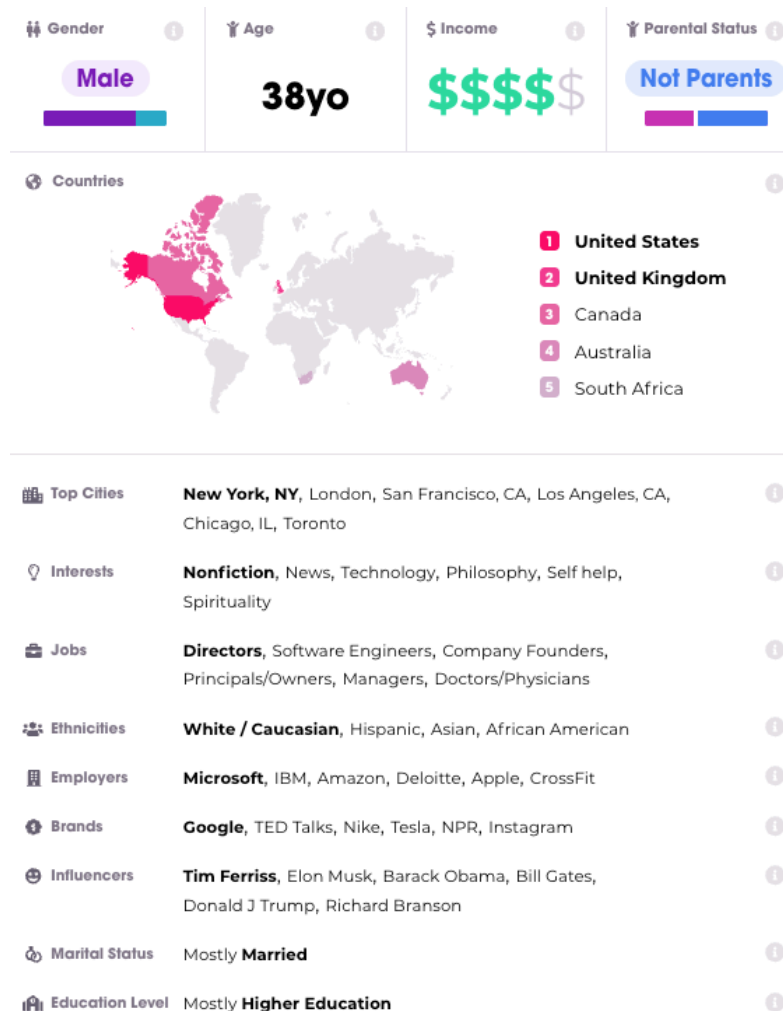 Gender
Age
$ Income
Parental Status
Male
38yo
$$$$$
Not Parents
Countries
1 United States
2 United Kingdom
3 Canada
4 Australia
5 South Africa
Top Cities
New York, NY, London, San Francisco, CA, Los Angeles, CA,
Chicago, IL, Toronto
Interests
Nonfiction, News, Technology, Philosophy, Self help,
Spirituality
Jobs
Directors, Software Engineers, Company Founders,
Principals/Owners, Managers, Doctors/Physicians
Ethnicities
White / Caucasian, Hispanic, Asian, African American
Employers
Microsoft, IBM, Amazon, Deloitte, Apple, CrossFit
Brands
Google, TED Talks, Nike, Tesla, NPR, Instagram
Influencers
Tim Ferriss, Elon Musk, Barack Obama, Bill Gates,
Donald J Trump, Richard Branson
Marital Status
Mostly Married
Education Level
Mostly Higher Education